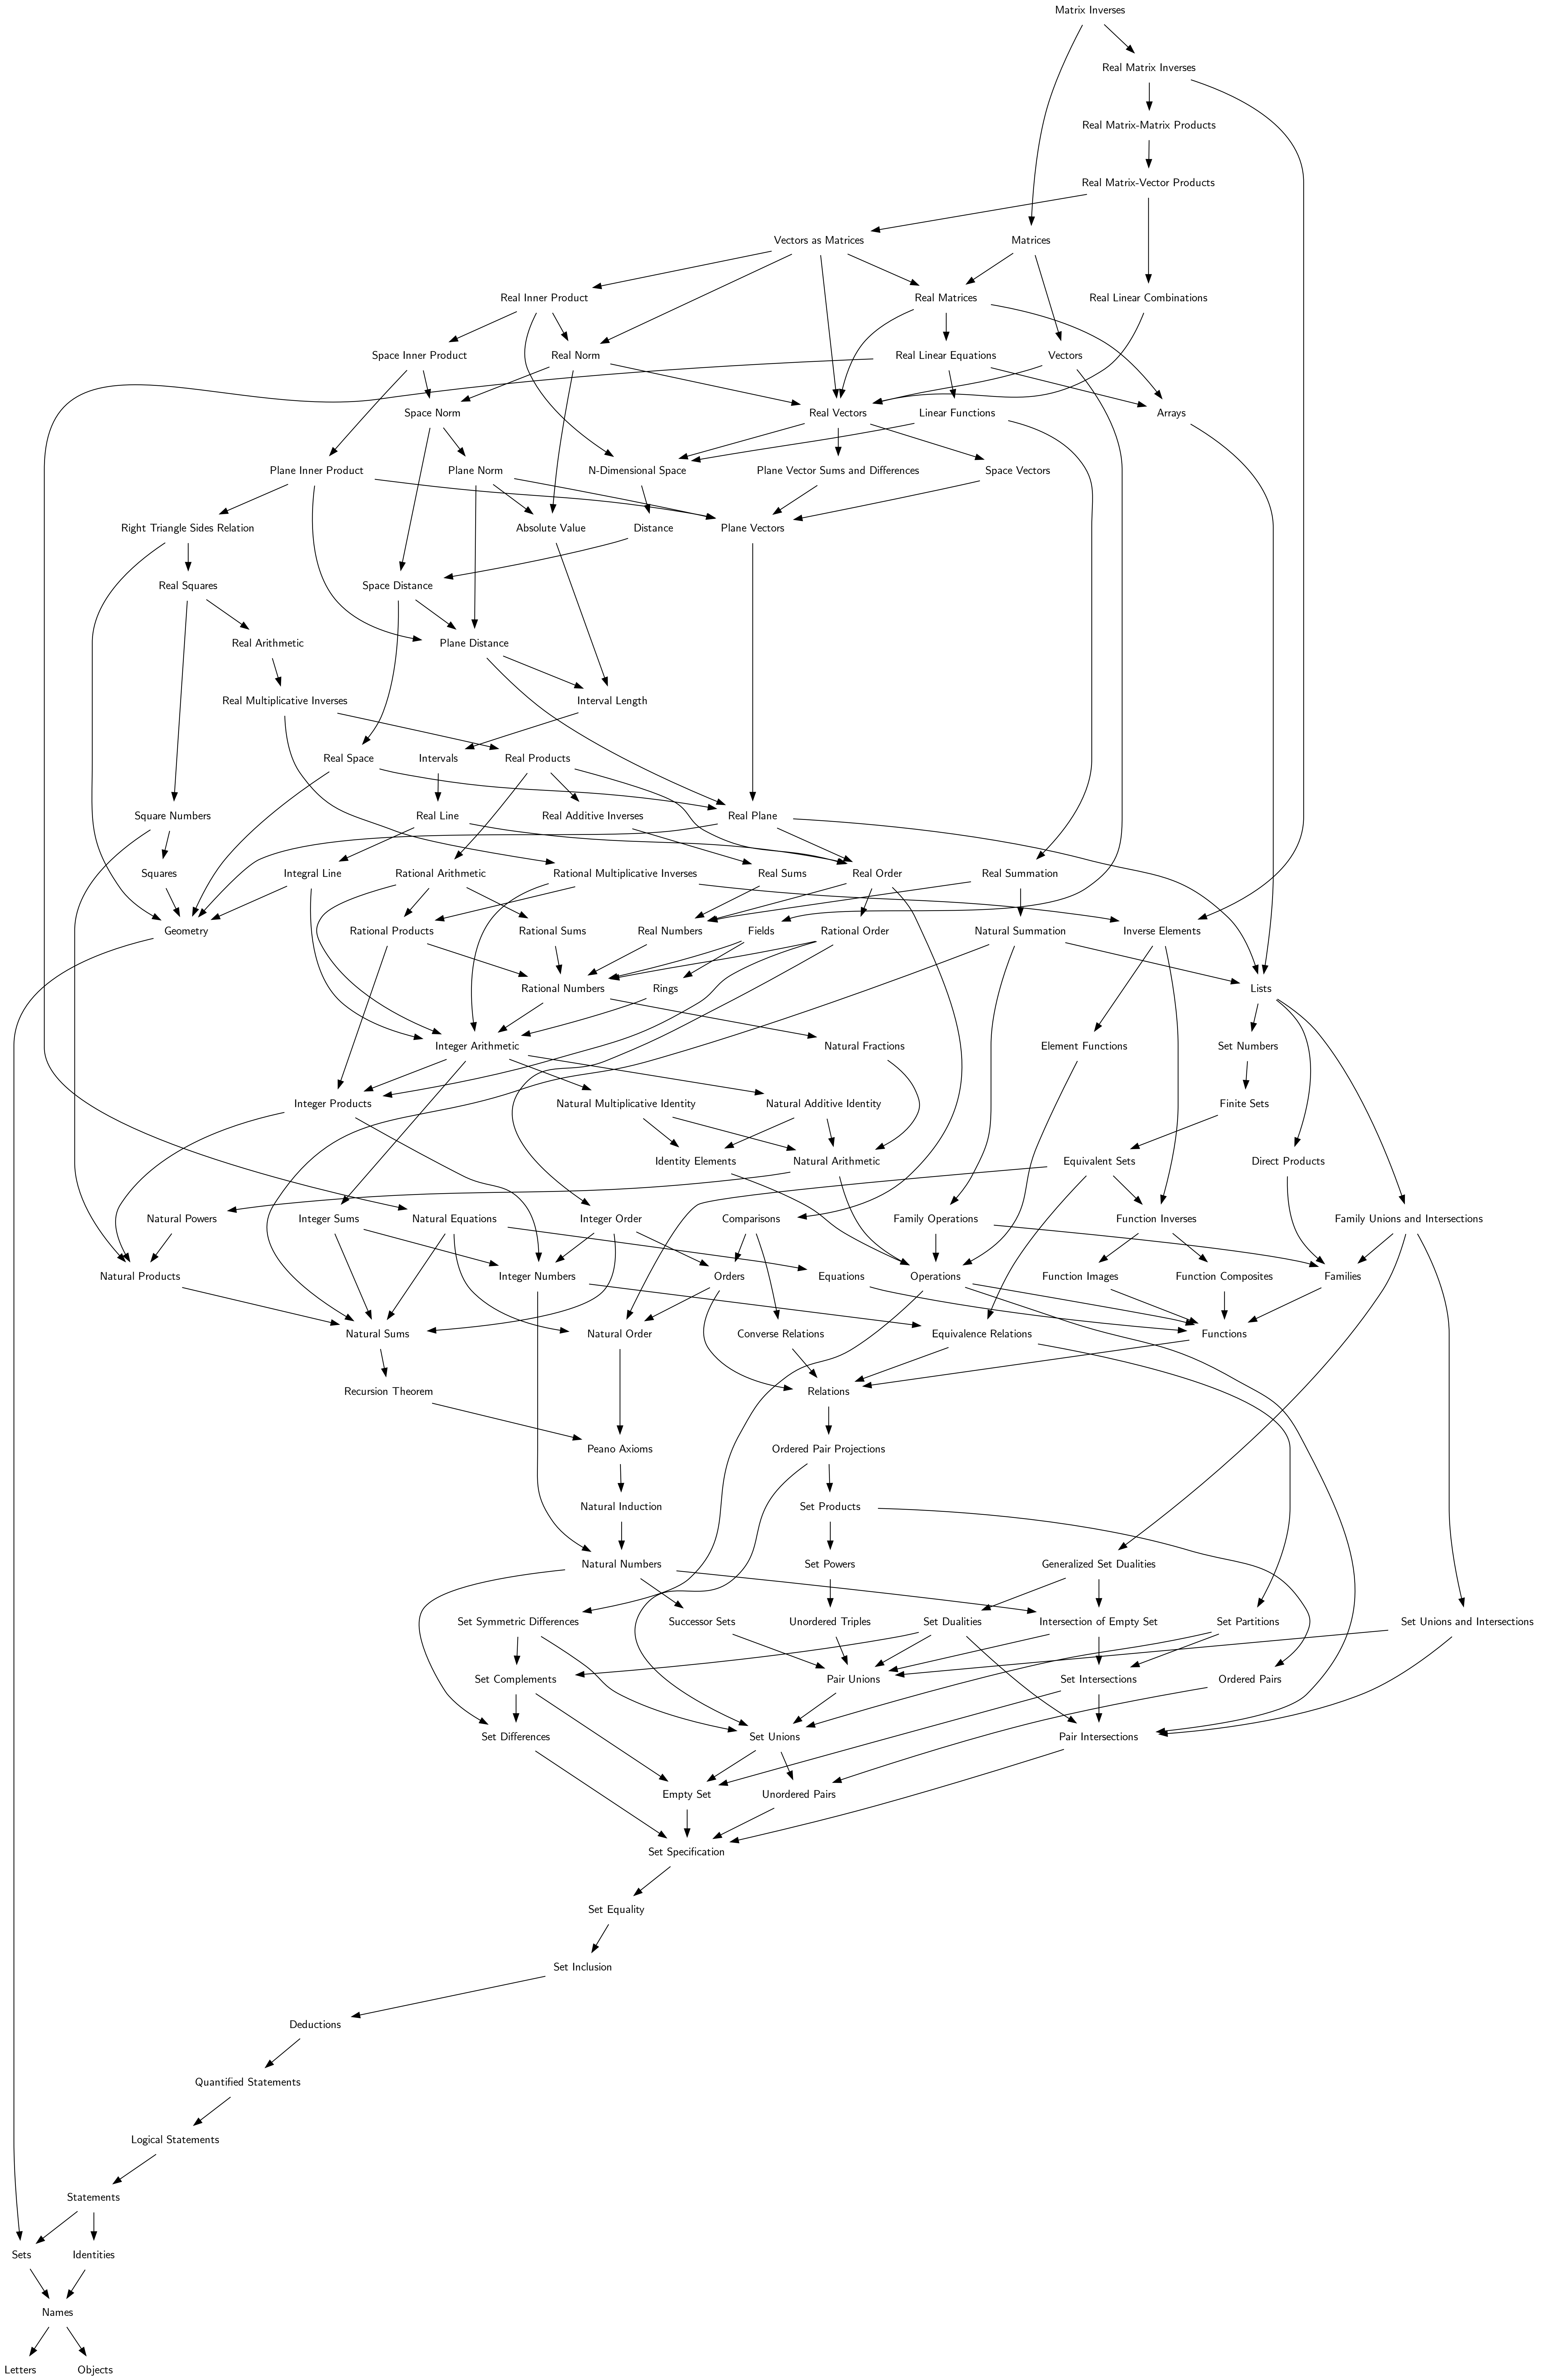 Matrix Inverses
Real Matrix Inverses
Real Matrix-Matrix Products
Real Matrix-Vector Products
Vectors as Matrices
Matrices
Real Inner Product
Real Matrices
Real Linear Combinations
Space Inner Product
Real Norm
Real Linear Equations
Vectors
Space Norm
Real Vectors
Linear Functions
Arrays
Plane Inner Product
Plane Norm
N-Dimensional Space
Plane Vector Sums and Differences
Space Vectors
Right Triangle Sides Relation
Absolute Value
Distance
Plane Vectors
Real Squares
Space Distance
Real Arithmetic
Plane Distance
Real Multiplicative Inverses
Interval Length
Real Space
Intervals
Real Products
Square Numbers
Real Line
Real Additive Inverses
Real Plane
Squares
Integral Line
Rational Arithmetic
Rational Multiplicative Inverses
Real Sums
Real Order
Real Summation
Geometry
Rational Products
Rational Sums
Real Numbers
Fields
Rational Order
Natural Summation
Inverse Elements
Rational Numbers
Rings
Lists
Integer Arithmetic
Natural Fractions
Element Functions
Set Numbers
Integer Products
Natural Multiplicative Identity
Natural Additive Identity
Finite Sets
Identity Elements
Natural Arithmetic
Equivalent Sets
Direct Products
Natural Powers
Integer Sums
Natural Equations
Integer Order
Comparisons
Family Operations
Function Inverses
Family Unions and Intersections
Natural Products
Integer Numbers
Orders
Equations
Operations
Function Images
Function Composites
Families
Natural Sums
Natural Order
Converse Relations
Equivalence Relations
Functions
Recursion Theorem
Relations
Peano Axioms
Ordered Pair Projections
Natural Induction
Set Products
Natural Numbers
Set Powers
Generalized Set Dualities
Set Symmetric Differences
Successor Sets
Unordered Triples
Set Dualities
Intersection of Empty Set
Set Partitions
Set Unions and Intersections
Set Complements
Pair Unions
Set Intersections
Ordered Pairs
Set Differences
Set Unions
Pair Intersections
Empty Set
Unordered Pairs
Set Specification
Set Equality
Set Inclusion
Deductions
Quantified Statements
Logical Statements
Statements
Sets
Identities
Names
Letters
Objects